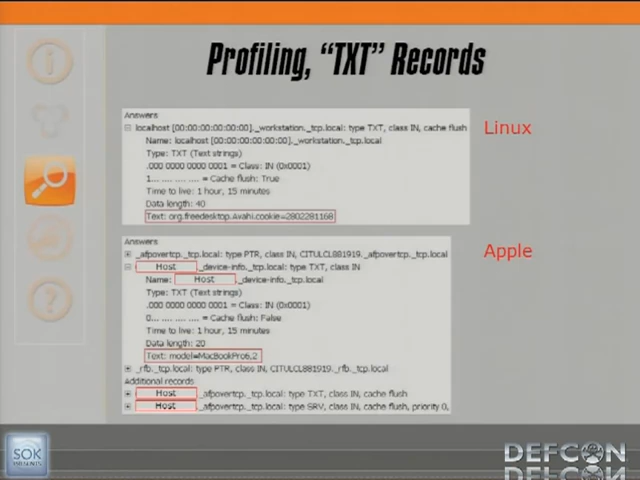 Profiling, “TXT” Records
Answers
localhost [00:00:00:00:00:00]._workstation._tcp.local: type TXT, class IN, cache flush
Name: localhost [00:00:00:00:00:00]._workstation._tcp.local
Type: TXT (Text strings)
.000 0000 0000 0001 = Class: IN (0x0001)
1... .... .... .... = Cache flush: True
Time to live: 1 hour, 15 minutes
Data length: 40
Text: org.freedesktop.Avahi.cookie=2802281168
Linux
Answers
_afpovertcp._tcp.local: type PTR, class IN, CITULCL881919._afpovertcp._tcp.local
Host ._device-info._tcp.local: type TXT, class IN
Name: Host ._device-info._tcp.local
Type: TXT (Text strings)
.000 0000 0000 0001 = Class: IN (0x0001)
0... .... .... .... = Cache flush: False
Time to live: 1 hour, 15 minutes
Data length: 20
Text: model=MacBookPro6,2
_rfb._tcp.local: type PTR, class IN, CITULCL881919._rfb._tcp.local
Additional records
Host ._afpovertcp._tcp.local: type TXT, class IN, cache flush
Host ._afpovertcp._tcp.local: type SRV, class IN, cache flush, priority 0,
Apple
SOK
PRESENTS
DEFCON